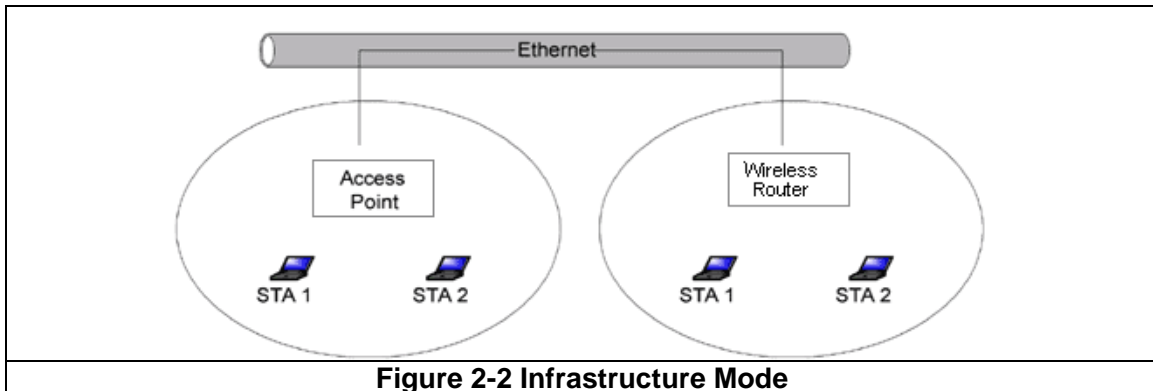 Ethernet
Access
Point
Wireless
Router
STA 1
STA 2
STA 1
STA 2
Figure 2-2 Infrastructure Mode